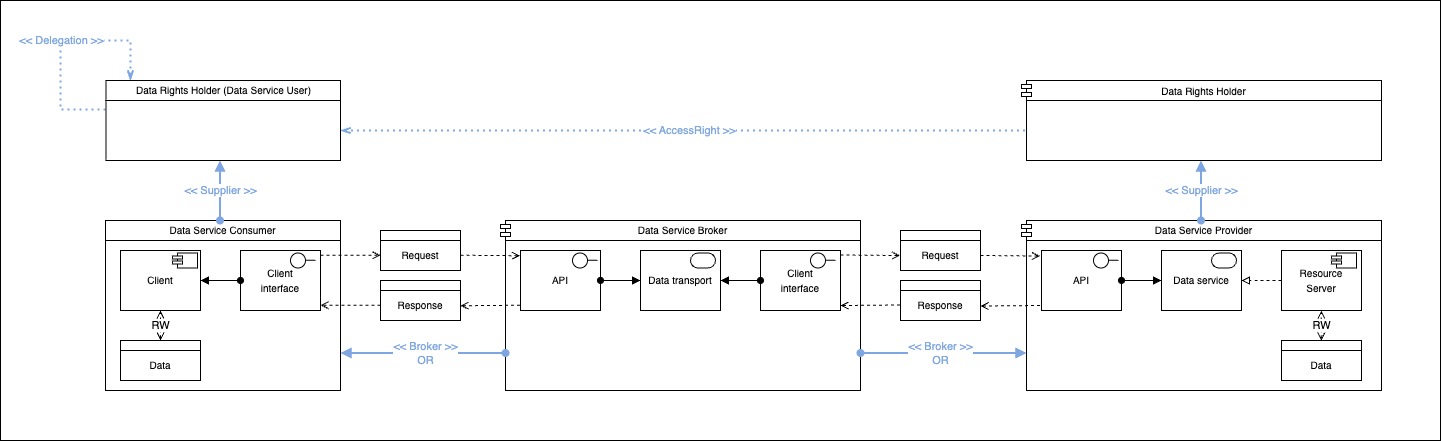 << Delegation >>
Data Rights Holder (Data Service User)
Data Rights Holder
<< AccessRight >>
<< Supplier >>
<< Supplier >>
Data Service Consumer
Client
Client
interface
RW
Data
Request
Response
<< Broker >>
OR
Data Service Broker
API
Data transport
Client
interface
Request
Response
<< Broker >>
OR
Data Service Provider
API
Data service
Resource
Server
RW
Data